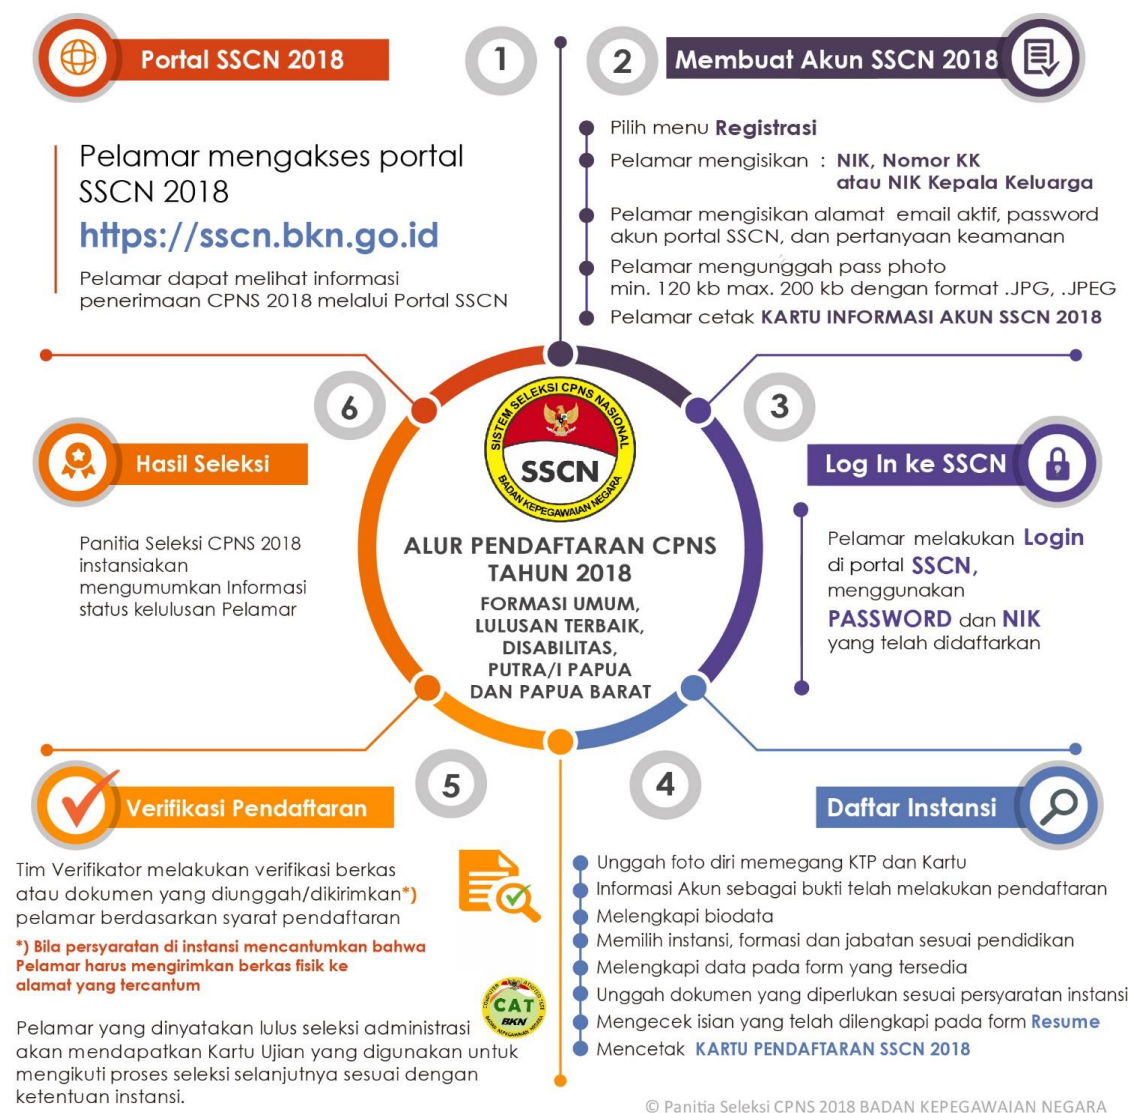 Portal SSCN 2018
1
Pelamar mengakses portal
SSCN 2018
https://sscn.bkn.go.id
Pelamar dapat melihat informasi
penerimaan CPNS 2018 melalui Portal SSCN
2
Membuat Akun SSCN 2018
Pilih menu Registrasi
Pelamar mengisikan : NIK, Nomor KK
atau NIK Kepala Keluarga
Pelamar mengisikan alamat email aktif, password
akun portal SSCN, dan pertanyaan keamanan
Pelamar mengunggah pass photo
min. 120 kb max. 200 kb dengan format .JPG, .JPEG
Pelamar cetak KARTU INFORMASI AKUN SSCN 2018
3
Log In ke SSCN
Pelamar melakukan Login
di portal SSCN,
menggunakan
PASSWORD dan NIK
yang telah didaftarkan
SISTEM SELEKSI CPNS NASIONAL
SSCN
BADAN KEPEGAWAIAN NEGARA
ALUR PENDAFTARAN CPNS
TAHUN 2018
FORMASI UMUM,
LULUSAN TERBAIK,
DISABILITAS,
PUTRA/I PAPUA
DAN PAPUA BARAT
4
Daftar Instansi
Unggah foto diri memegang KTP dan Kartu
Informasi Akun sebagai bukti telah melakukan pendaftaran
Melengkapi biodata
Memilih instansi, formasi dan jabatan sesuai pendidikan
Melengkapi data pada form yang tersedia
Unggah dokumen yang diperlukan sesuai persyaratan instansi
Mengecek isian yang telah dilengkapi pada form Resume
Mencetak KARTU PENDAFTARAN SSCN 2018
5
Verifikasi Pendaftaran
Tim Verifikator melakukan verifikasi berkas
atau dokumen yang diunggah/dikirimkan*)
pelamar berdasarkan syarat pendaftaran
*) Bila persyaratan di instansi mencantumkan bahwa
Pelamar harus mengirimkan berkas fisik ke
alamat yang tercantum
CAT
BKN
Pelamar yang dinyatakan lulus seleksi administrasi
akan mendapatkan Kartu Ujian yang digunakan untuk
mengikuti proses seleksi selanjutnya sesuai dengan
ketentuan instansi.
6
Hasil Seleksi
Panitia Seleksi CPNS 2018
instansiakan
mengumumkan Informasi
status kelulusan Pelamar
© Panitia Seleksi CPNS 2018 BADAN KEPEGAWAIAN NEGARA